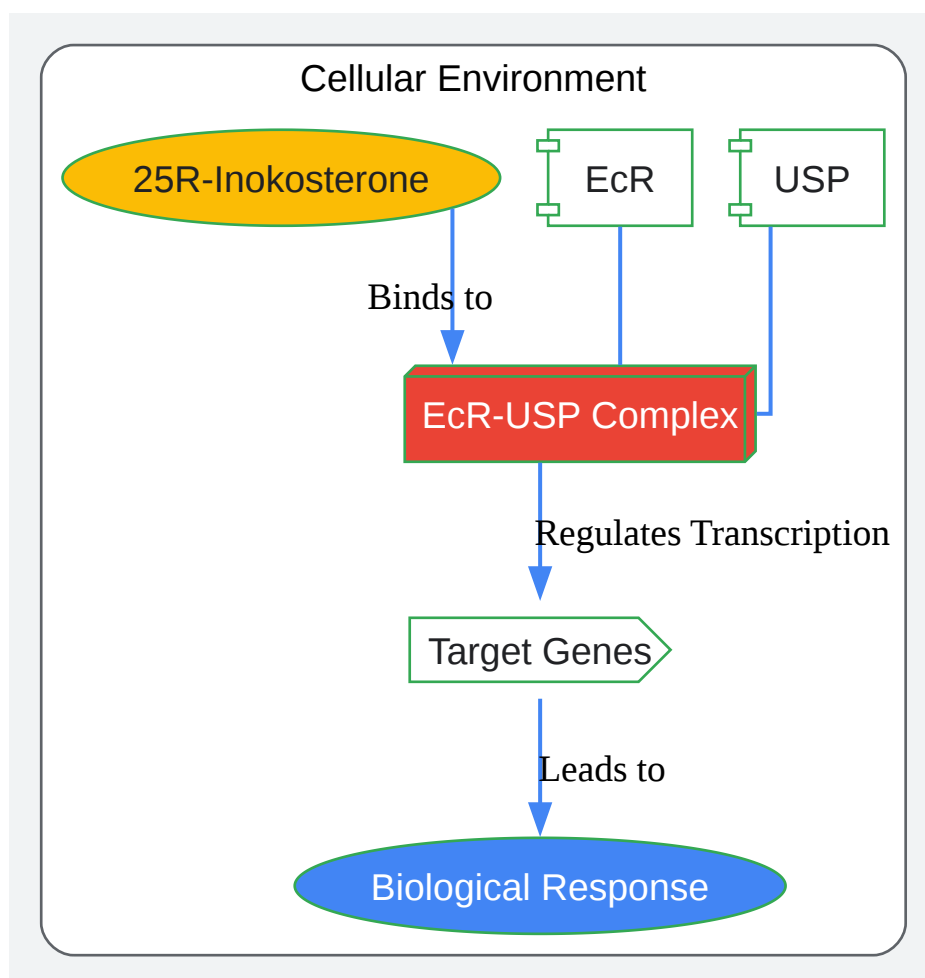 Cellular Environment
25R-Inokosterone
EcR
USP
Binds to
EcR-USP Complex
Regulates Transcription
Target Genes
Leads to
Biological Response